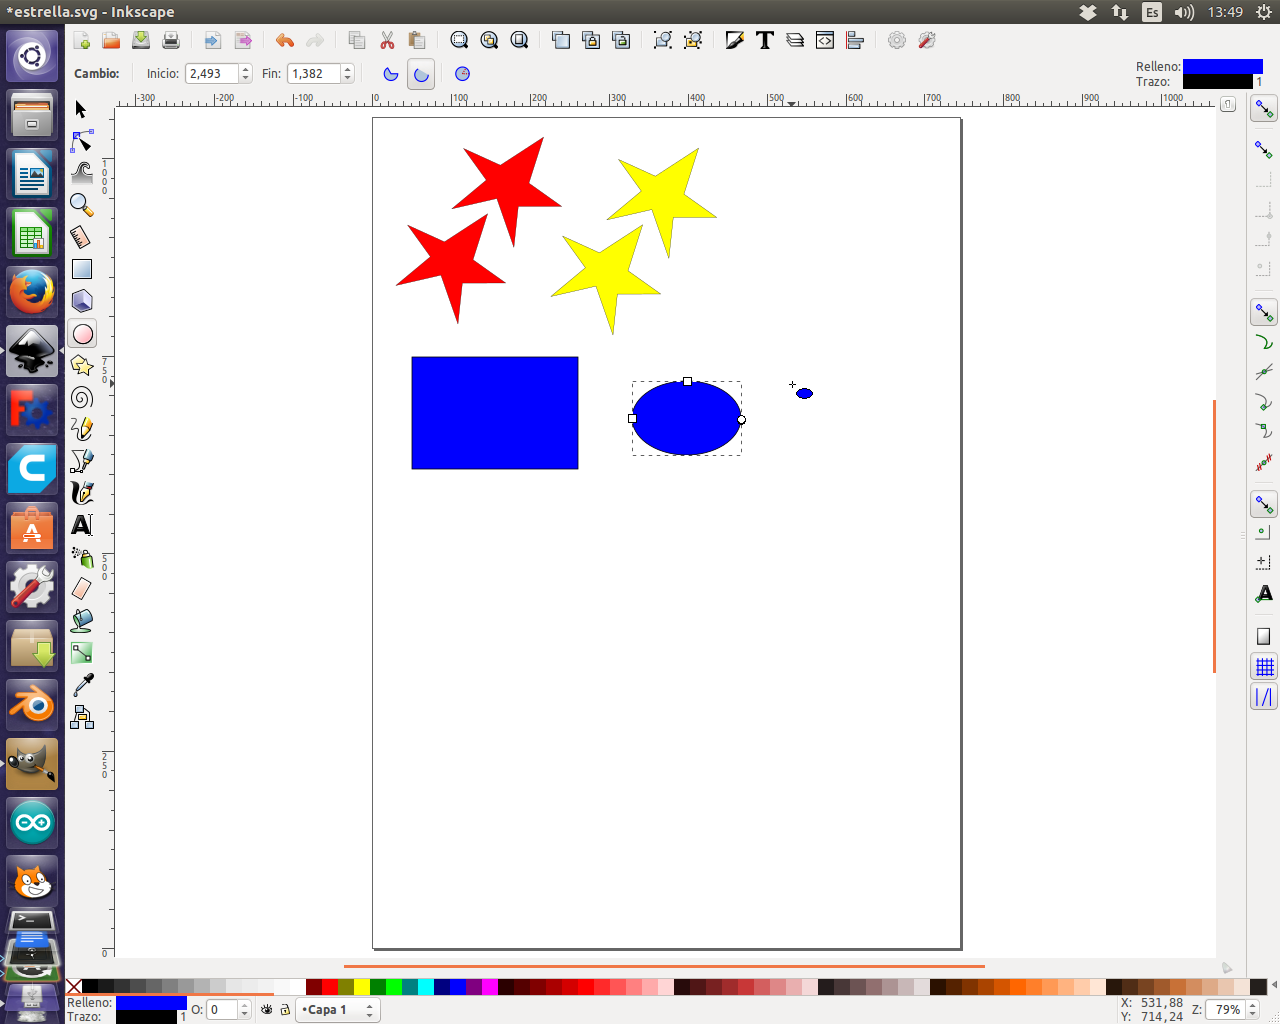 *estrella.svg - Inkscape
Es
13:49
Cambio:
Inicio:
2,493
Fin:
1,382
Relleno:
Trazo:
1
-300
-200
-100
0
100
200
300
400
500
600
700
800
900
1000
1000
750
500
250
0
A
Relleno:
Trazo:
1
O:
0
•Capa 1
X: 531,88
Y: 714,24
Z:
79%